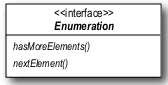 <<interface>>
Enumeration
hasMoreElements()
nextElement()